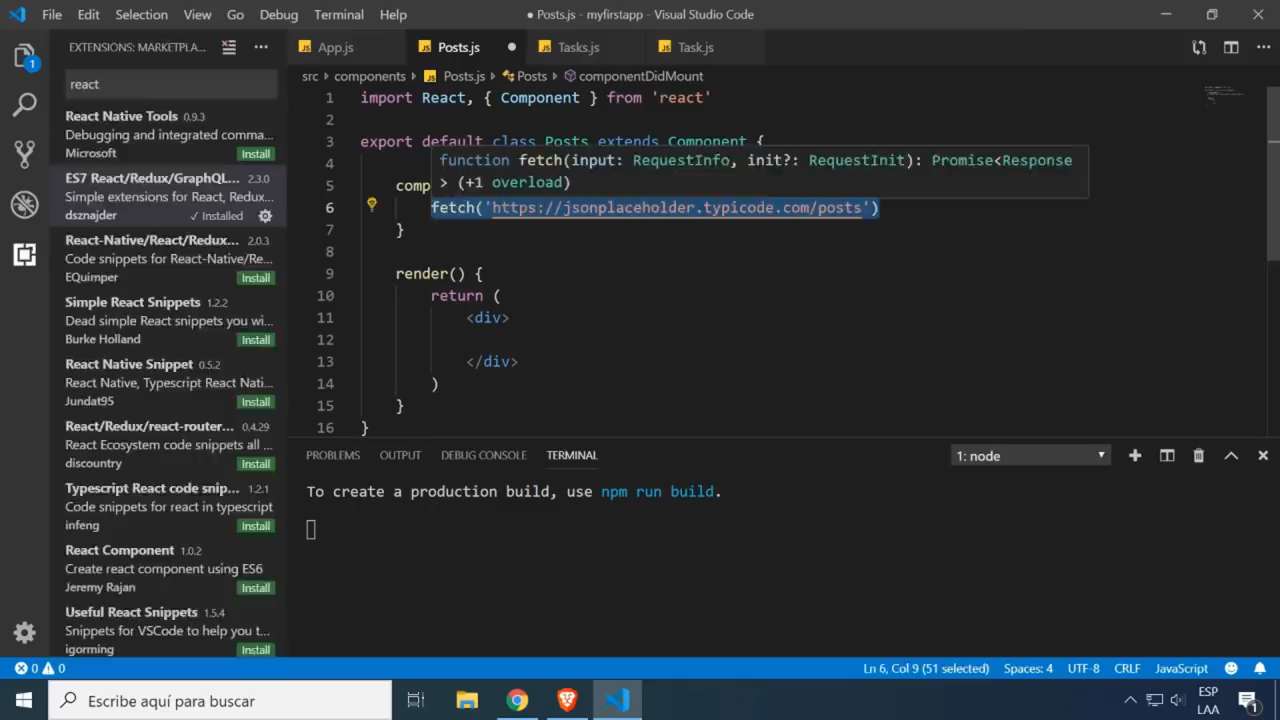 File Edit Selection View Go Debug Terminal Help
● Posts.js - myfirstapp - Visual Studio Code
EXTENSIONS: MARKETPLA...
JS App.js
JS Posts.js
JS Tasks.js
JS Task.js
1
react
src › components › JS Posts.js › Posts › componentDidMount
React Native Tools 0.9.3
Debugging and integrated comma...
Microsoft Install
ES7 React/Redux/GraphQL... 2.3.0
Simple extensions for React, Redux...
dsznajder ✓ Installed
React-Native/React/Redux... 2.0.3
Code snippets for React-Native/Re...
EQuimper Install
Simple React Snippets 1.2.2
Dead simple React snippets you wi...
Burke Holland Install
React Native Snippet 0.5.2
React Native, Typescript React Nati...
Jundat95 Install
React/Redux/react-router... 0.4.29
React Ecosystem code snippets all ...
discountry Install
Typescript React code snip... 1.2.1
Code snippets for react in typescript
infeng Install
React Component 1.0.2
Create react component using ES6
Jeremy Rajan Install
Useful React Snippets 1.5.4
Snippets for VSCode to help you t...
igorming Install
1 import React, { Component } from 'react'
2
3 export default class Posts extends Component {
4
function fetch(input: RequestInfo, init?: RequestInit): Promise<Response
> (+1 overload)
5 comp
6 fetch('https://jsonplaceholder.typicode.com/posts')
7 }
8
9 render() {
10 return (
11 <div>
12
13 </div>
14 )
15 }
16 }
PROBLEMS OUTPUT DEBUG CONSOLE TERMINAL
1: node
To create a production build, use npm run build.
0 0
Ln 6, Col 9 (51 selected) Spaces: 4 UTF-8 CRLF JavaScript
Escribe aquí para buscar
ESP
LAA
1